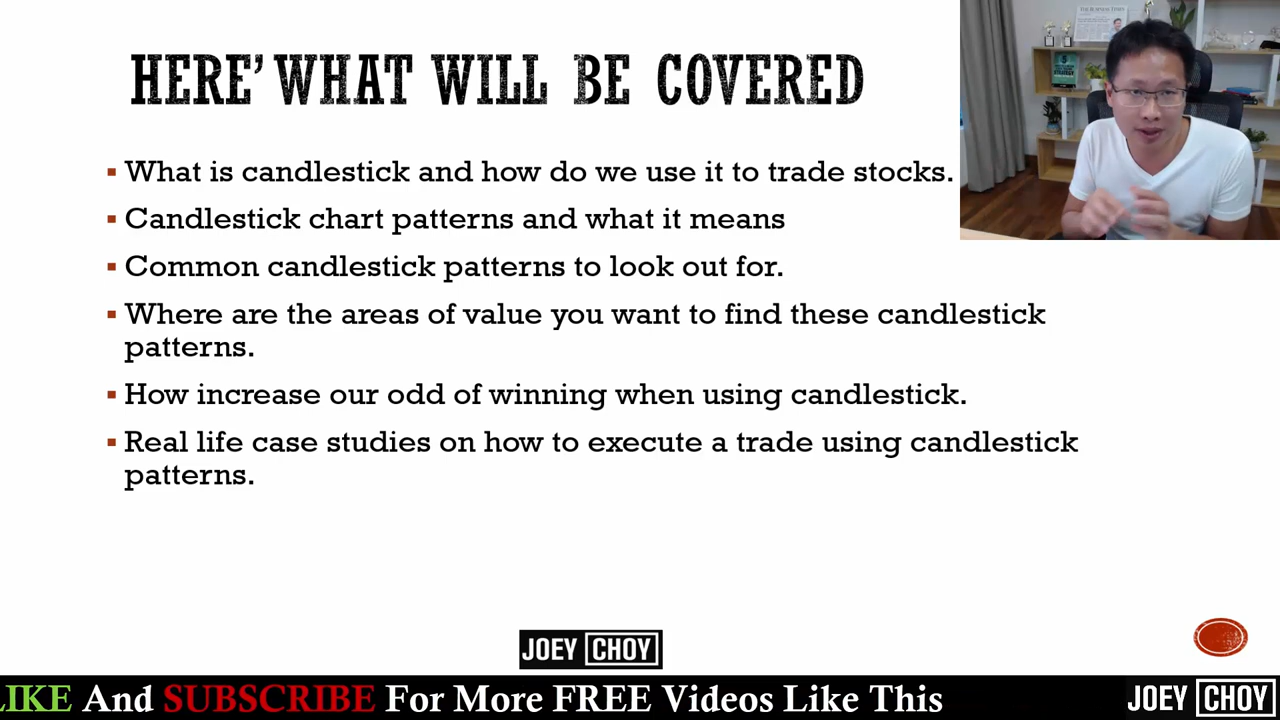 HERE' WHAT WILL BE COVERED
THE BUSINESS TIMES
What is candlestick and how do we use it to trade stocks.
Candlestick chart patterns and what it means
Common candlestick patterns to look out for.
Where are the areas of value you want to find these candlestick
patterns.
How increase our odd of winning when using candlestick.
Real life case studies on how to execute a trade using candlestick
patterns.
JOEY CHOY
LIKE And SUBSCRIBE For More FREE Videos Like This
JOEY CHOY